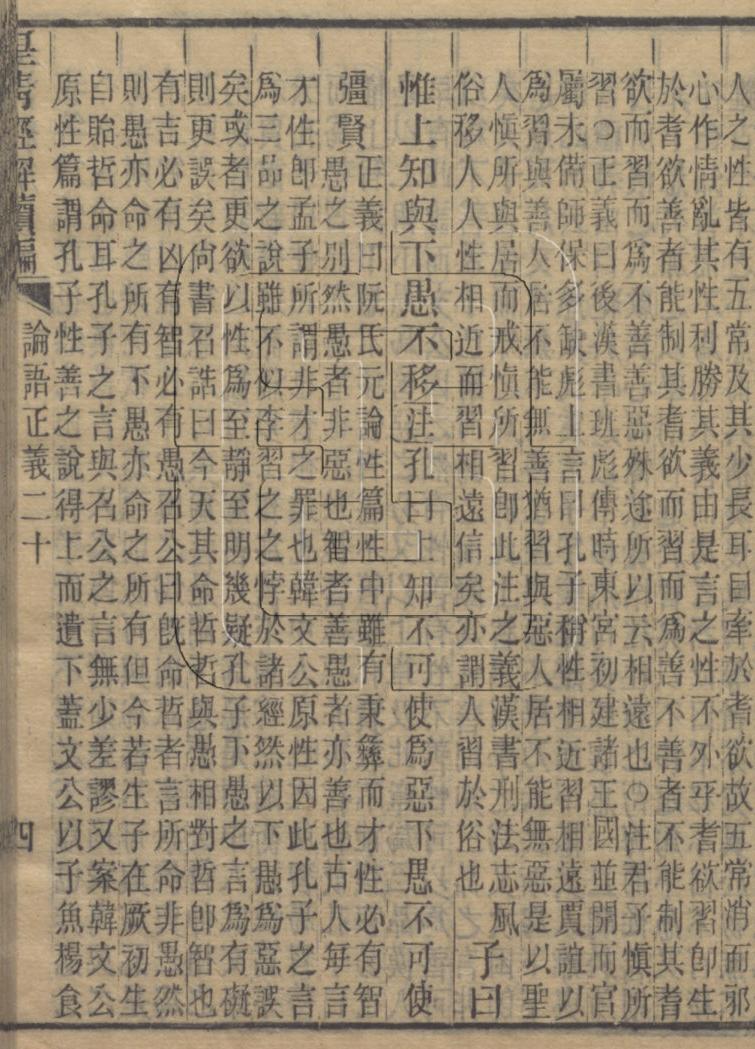 人之性皆有五常及其少長耳目牽於耆欲故五常消而邪
心作情亂其性利勝其義由是言之性不外乎耆欲習卽生
於耆欲善者能制其耆欲而習而爲善不善者不能制其耆
欲而習而爲不善善惡殊途所以云相遠也○注君子愼所
習○正義曰後漢書班彪傳時東宮初建諸王國並開而官
屬未備師保多缺彪上言曰孔子稱性相近習相遠賈誼以
爲習與善人居不能無善猶習與惡人居不能無惡是以聖
人愼所與居而戒愼所習卽此注之義漢書刑法志風
俗移人人性相近而習相遠信矣亦謂人習於俗也 子曰
惟上知與下愚不移注孔曰上知不可使爲惡下愚不可使
彊賢 正義曰阮氏元論性篇性中雖有秉彝而才性必有智
愚之別然愚者非惡也智者善愚者亦善也古人每言
才性卽孟子所謂非才之罪也韓文公原性因此孔子之言
爲三品之說雖不似李習之之悖於諸經然以下愚爲惡誤
矣或者更欲以性爲至靜至明幾疑孔子下愚之言爲有礙
則更誤矣尙書召誥曰今天其命哲哲與愚相對哲卽智也
有吉必有凶有智必有愚召公曰旣命哲者言所命非愚然
則愚亦命之所有下愚亦命之所有但今若生子在厥初生
自貽哲命耳孔子之言與召公之言無少差謬又案韓文公
原性篇謂孔子性善之說得上而遺下蓋文公以子魚楊食
皇清經解續編 論語正義二十 四